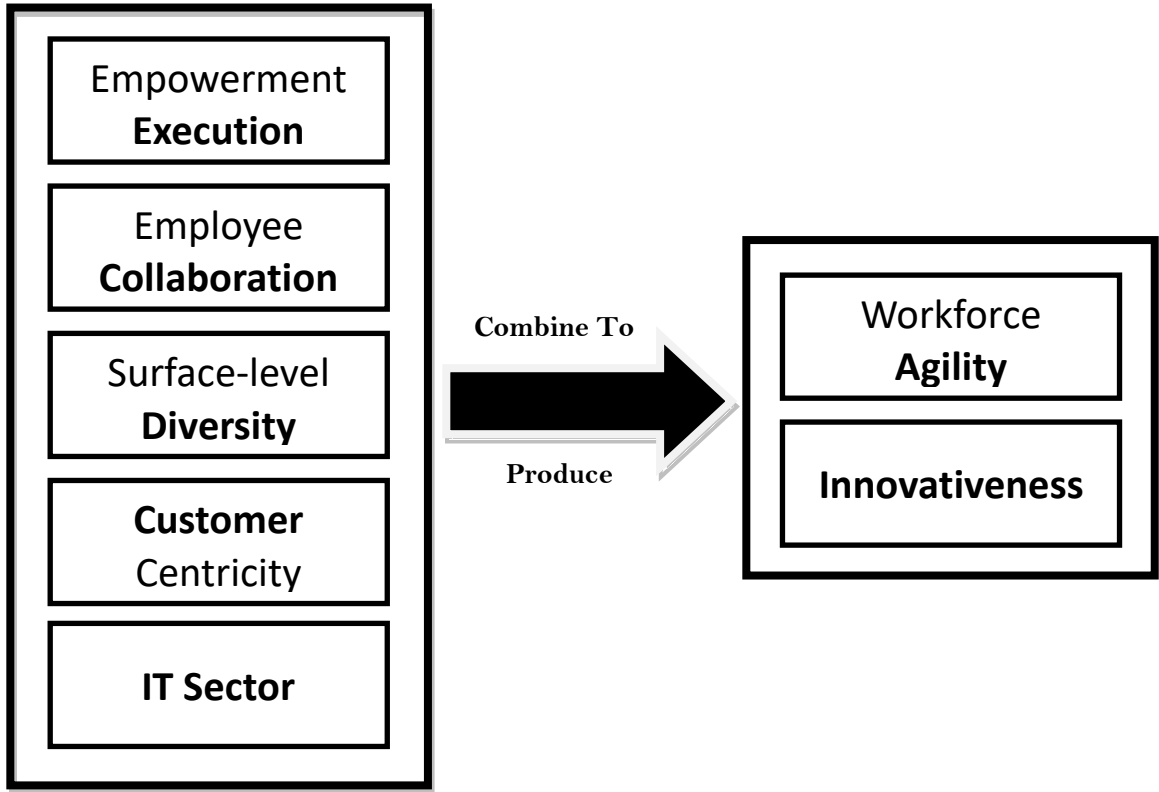 Empowerment
Execution
Employee
Collaboration
Surface-level
Diversity
Customer
Centricity
IT Sector
Combine To
Produce
Workforce
Agility
Innovativeness